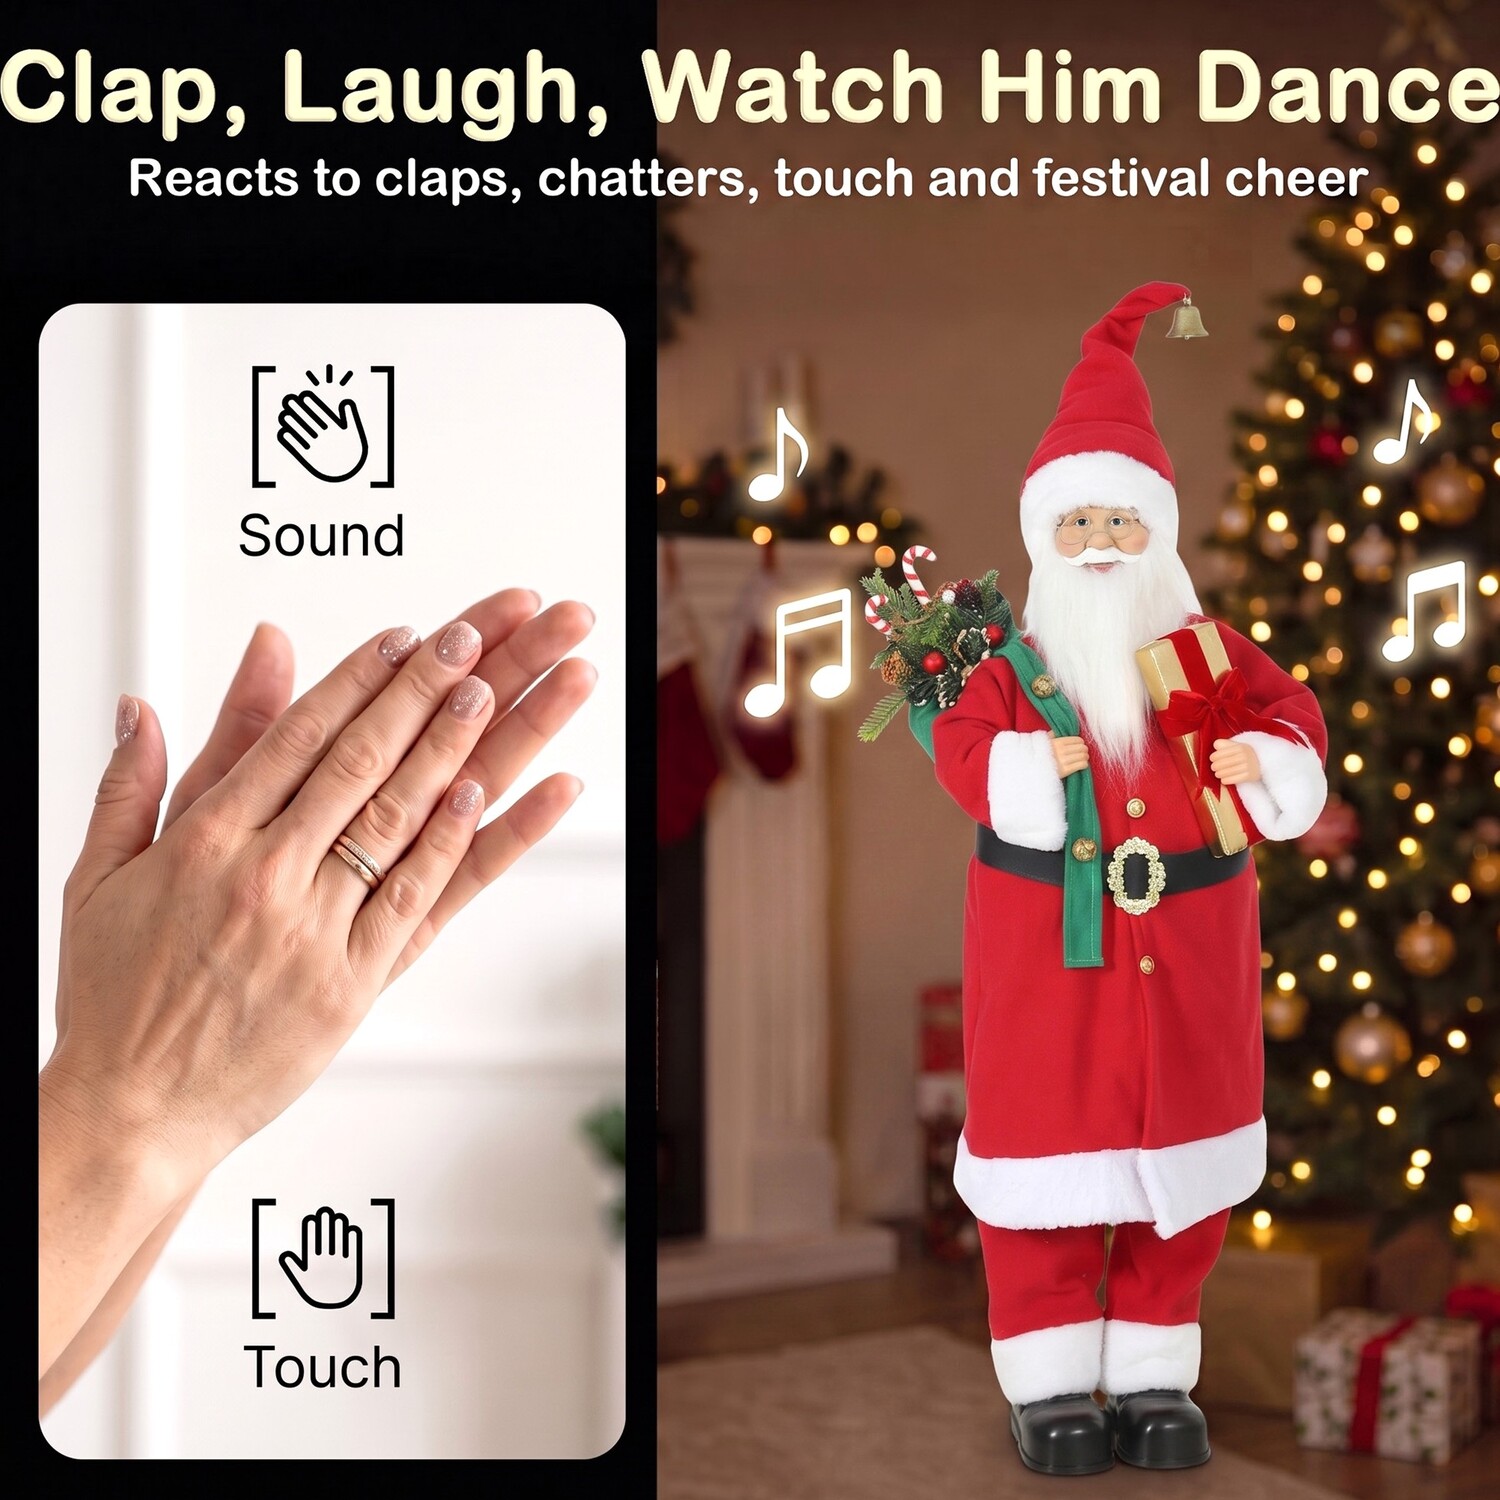 Clap, Laugh, Watch Him Dance
Reacts to claps, chatters, touch and festival cheer
Sound
Touch